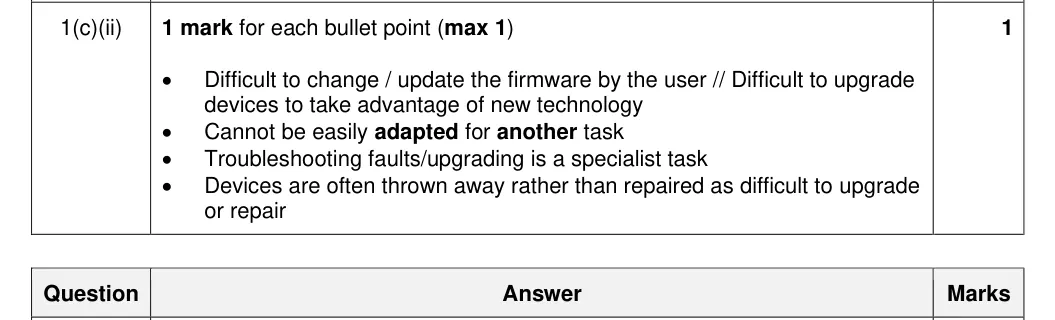 1(c)(ii) 1 mark for each bullet point (max 1) 1
• Difficult to change / update the firmware by the user // Difficult to upgrade
devices to take advantage of new technology
• Cannot be easily adapted for another task
• Troubleshooting faults/upgrading is a specialist task
• Devices are often thrown away rather than repaired as difficult to upgrade
or repair
Question Answer Marks